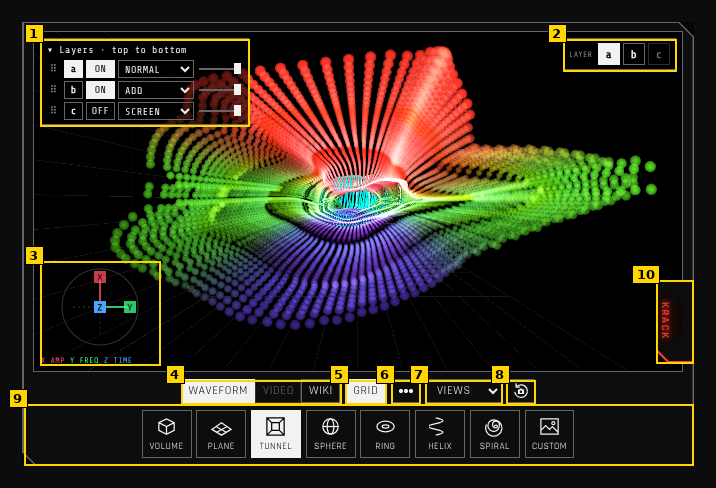 1
▾ Layers · top to bottom
a ON NORMAL
b ON ADD
c OFF SCREEN
2
LAYER a b c
3
X
Z Y
X AMP Y FREQ Z TIME
10
KRACK
4 5 6 7 8
WAVEFORM VIDEO WIKI GRID ••• VIEWS
9
VOLUME PLANE TUNNEL SPHERE RING HELIX SPIRAL CUSTOM